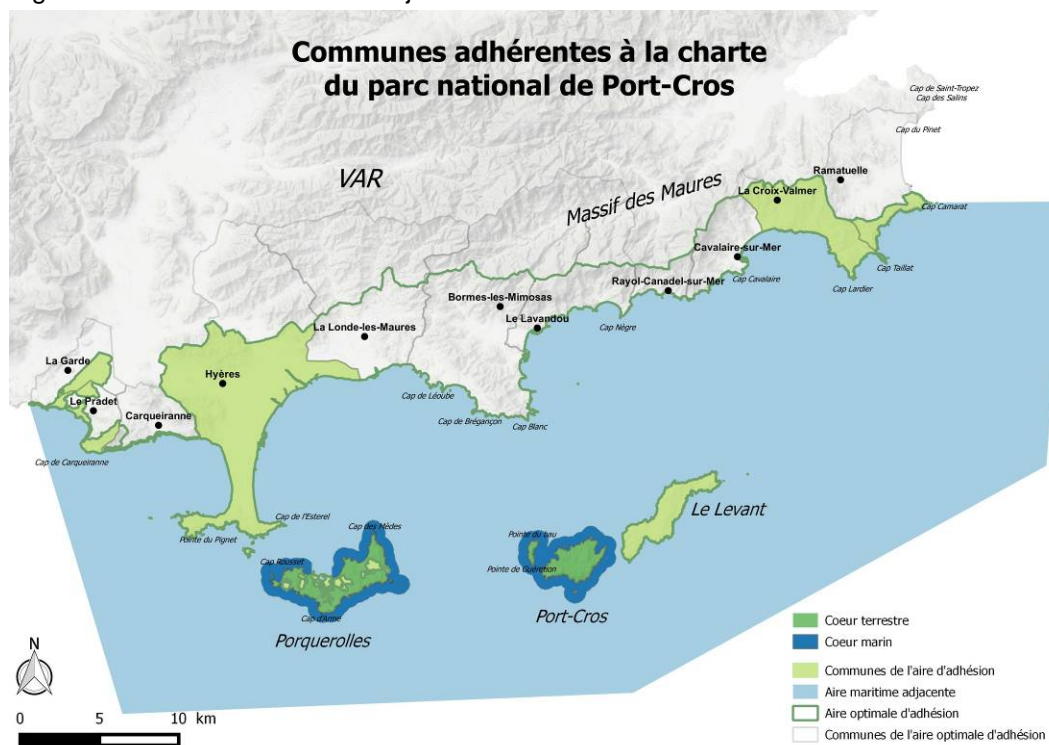 Communes adhérentes à la charte
du parc national de Port-Cros
Cap de Saint-Tropez
Cap des Salins
Cap du Pinet
VAR
Massif des Maures
Ramatuelle
La Croix-Valmer
Cap Camarat
Cavalaire-sur-Mer
Cap Taillat
Rayol-Canadel-sur-Mer
Cap Cavalaire
Cap Lardier
Bormes-les-Mimosas
Le Lavandou
Cap Nègre
La Londe-les-Maures
La Garde
Hyères
Cap de Léoube
Le Pradet
Carqueiranne
Cap de Brégançon
Cap Blanc
Cap de Carqueiranne
Le Levant
Cap de l'Esterel
Cap des Mèdes
Pointe du Pignet
Pointe du Vau
Cap Rousset
Cap d'Arme
Porquerolles
Port-Cros
N
0 5 10 km
Coeur terrestre
Coeur marin
Communes de l'aire d'adhésion
Aire maritime adjacente
Aire optimale d'adhésion
Communes de l'aire optimale d'adhésion